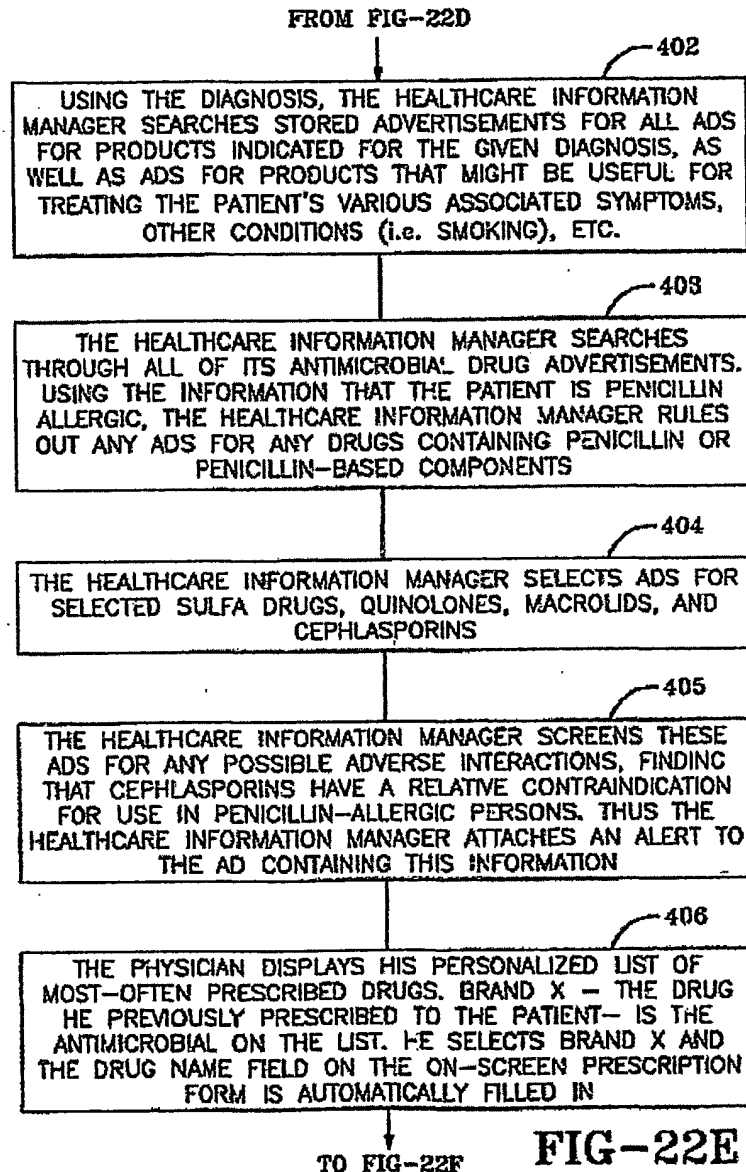 FROM FIG-22D
402
USING THE DIAGNOSIS, THE HEALTHCARE INFORMATION
MANAGER SEARCHES STORED ADVERTISEMENTS FOR ALL ADS
FOR PRODUCTS INDICATED FOR THE GIVEN DIAGNOSIS, AS
WELL AS ADS FOR PRODUCTS THAT MIGHT BE USEFUL FOR
TREATING THE PATIENT'S VARIOUS ASSOCIATED SYMPTOMS,
OTHER CONDITIONS (i.e. SMOKING), ETC.
403
THE HEALTHCARE INFORMATION MANAGER SEARCHES
THROUGH ALL OF ITS ANTIMICROBIAL DRUG ADVERTISEMENTS.
USING THE INFORMATION THAT THE PATIENT IS PENICILLIN
ALLERGIC, THE HEALTHCARE INFORMATION MANAGER RULES
OUT ANY ADS FOR ANY DRUGS CONTAINING PENICILLIN OR
PENICILLIN-BASED COMPONENTS
404
THE HEALTHCARE INFORMATION MANAGER SELECTS ADS FOR
SELECTED SULFA DRUGS, QUINOLONES, MACROLIDS, AND
CEPHLASPORINS
405
THE HEALTHCARE INFORMATION MANAGER SCREENS THESE
ADS FOR ANY POSSIBLE ADVERSE INTERACTIONS, FINDING
THAT CEPHLASPORINS HAVE A RELATIVE CONTRAINDICATION
FOR USE IN PENICILLIN-ALLERGIC PERSONS. THUS THE
HEALTHCARE INFORMATION MANAGER ATTACHES AN ALERT TO
THE AD CONTAINING THIS INFORMATION
406
THE PHYSICIAN DISPLAYS HIS PERSONALIZED LIST OF
MOST-OFTEN PRESCRIBED DRUGS. BRAND X - THE DRUG
HE PREVIOUSLY PRESCRIBED TO THE PATIENT- IS THE
ANTIMICROBIAL ON THE LIST. HE SELECTS BRAND X AND
THE DRUG NAME FIELD ON THE ON-SCREEN PRESCRIPTION
FORM IS AUTOMATICALLY FILLED IN
TO FIG-22F
FIG-22E